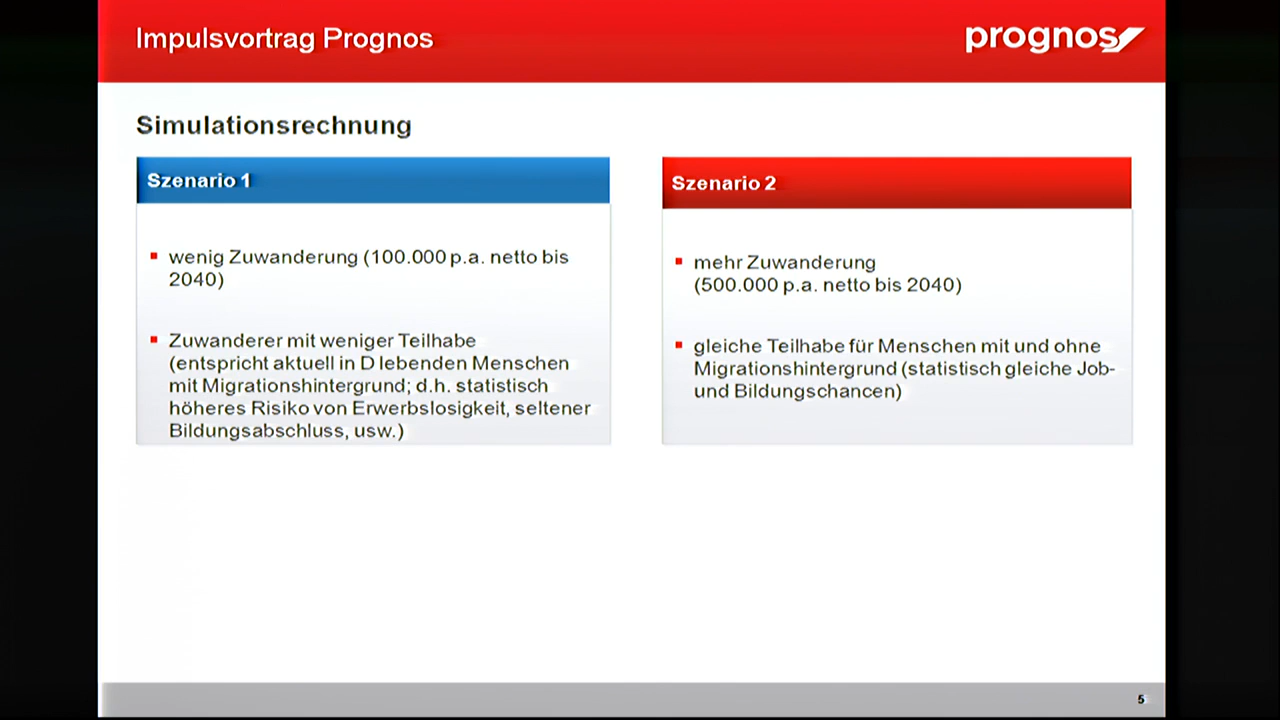 Impulsvortrag Prognos
prognos
Simulationsrechnung
Szenario 1
wenig Zuwanderung (100.000 p.a. netto bis
2040)
Zuwanderer mit weniger Teilhabe
(entspricht aktuell in D lebenden Menschen
mit Migrationshintergrund; d.h. statistisch
höheres Risiko von Erwerbslosigkeit, seltener
Bildungsabschluss, usw.)
Szenario 2
mehr Zuwanderung
(500.000 p.a. netto bis 2040)
gleiche Teilhabe für Menschen mit und ohne
Migrationshintergrund (statistisch gleiche Job-
und Bildungschancen)
5